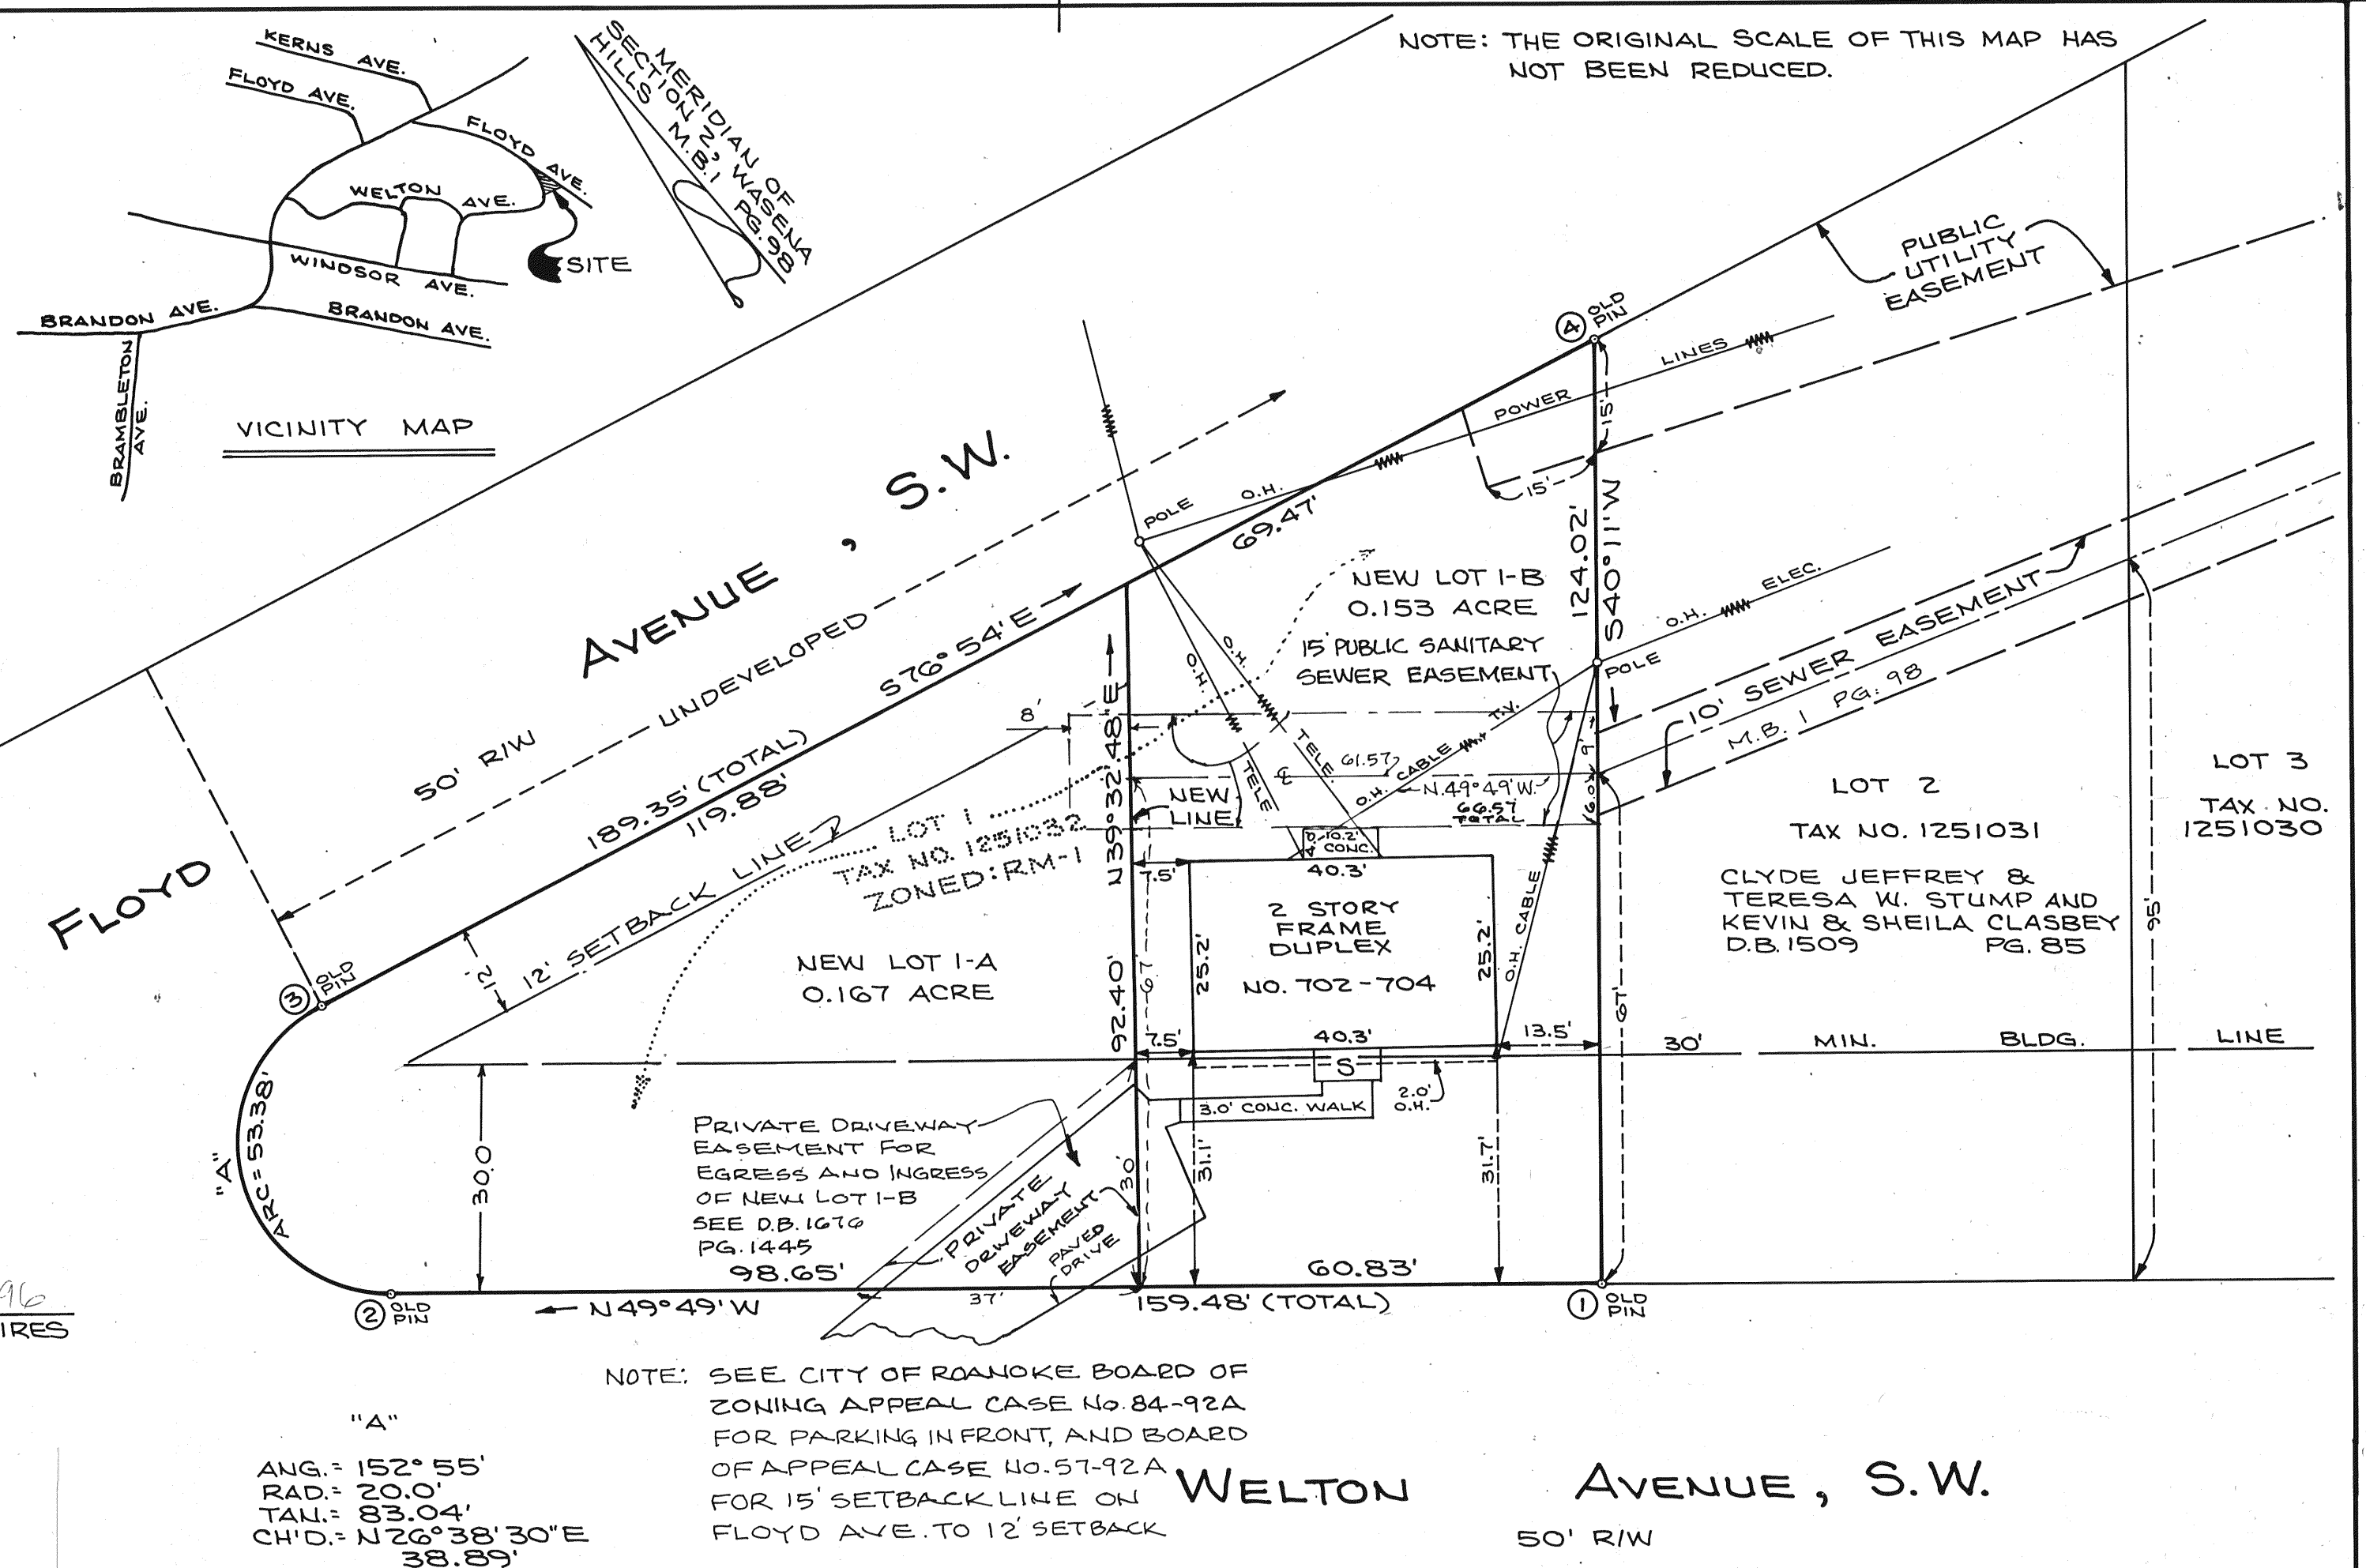 KERNS AVE.
FLOYD AVE.
FLOYD AVE.
WELTON AVE.
WINDSOR AVE.
SITE
BRANDON AVE.
BRANDON AVE.
BRAMBLETON
AVE.
VICINITY MAP
MERIDIAN OF
SECTION 2, WASENA
HILLS M.B.1 PG.98
NOTE: THE ORIGINAL SCALE OF THIS MAP HAS
NOT BEEN REDUCED.
PUBLIC
UTILITY
EASEMENT
4
OLD
PIN
POWER LINES
15'
15'
POLE
O.H.
69.47'
FLOYD AVENUE, S.W.
50' R/W UNDEVELOPED
S76°54'E
189.35' (TOTAL)
119.88'
NEW LOT 1-B
0.153 ACRE
15' PUBLIC SANITARY
SEWER EASEMENT
124.02'
S40°11'W
O.H. ELEC.
POLE
10' SEWER EASEMENT
M.B. 1 PG. 98
8'
N39°32'48"E
92.40'
O.H. TELE
O.H. TELE.
O.H. CABLE T.V.
61.57
℄
N.49°49'W.
66.57
TOTAL
9'
6.0'
NEW
LINE
LOT 1
TAX NO. 1251032
ZONED: RM-1
12' SETBACK LINE
12'
3
OLD
PIN
NEW LOT 1-A
0.167 ACRE
4.0'
10.2'
CONC.
7.5'
40.3'
2 STORY
FRAME
DUPLEX
NO. 702-704
25.2'
25.2'
40.3'
7.5'
67
O.H. CABLE
13.5'
67'
95'
LOT 2
TAX NO. 1251031
CLYDE JEFFREY &
TERESA W. STUMP AND
KEVIN & SHEILA CLASBEY
D.B. 1509 PG. 85
LOT 3
TAX NO.
1251030
30' MIN. BLDG. LINE
S
2.0'
O.H.
3.0' CONC. WALK
31.1'
31.7'
30'
30.0
"A"
ARC = 53.38'
PRIVATE DRIVEWAY
EASEMENT FOR
EGRESS AND INGRESS
OF NEW LOT 1-B
SEE D.B. 1676
PG. 1445
PRIVATE
DRIVEWAY
EASEMENT
PAVED
DRIVE
98.65'
60.83'
37'
N49°49'W
159.48' (TOTAL)
2
OLD
PIN
1
OLD
PIN
96
IRES
NOTE: SEE CITY OF ROANOKE BOARD OF
ZONING APPEAL CASE No. 84-92A
FOR PARKING IN FRONT, AND BOARD
OF APPEAL CASE NO. 57-92A
FOR 15' SETBACK LINE ON
FLOYD AVE. TO 12' SETBACK
"A"
ANG.= 152°55'
RAD.= 20.0'
TAN.= 83.04'
CH'D.= N26°38'30"E
38.89'
WELTON AVENUE, S.W.
50' R/W